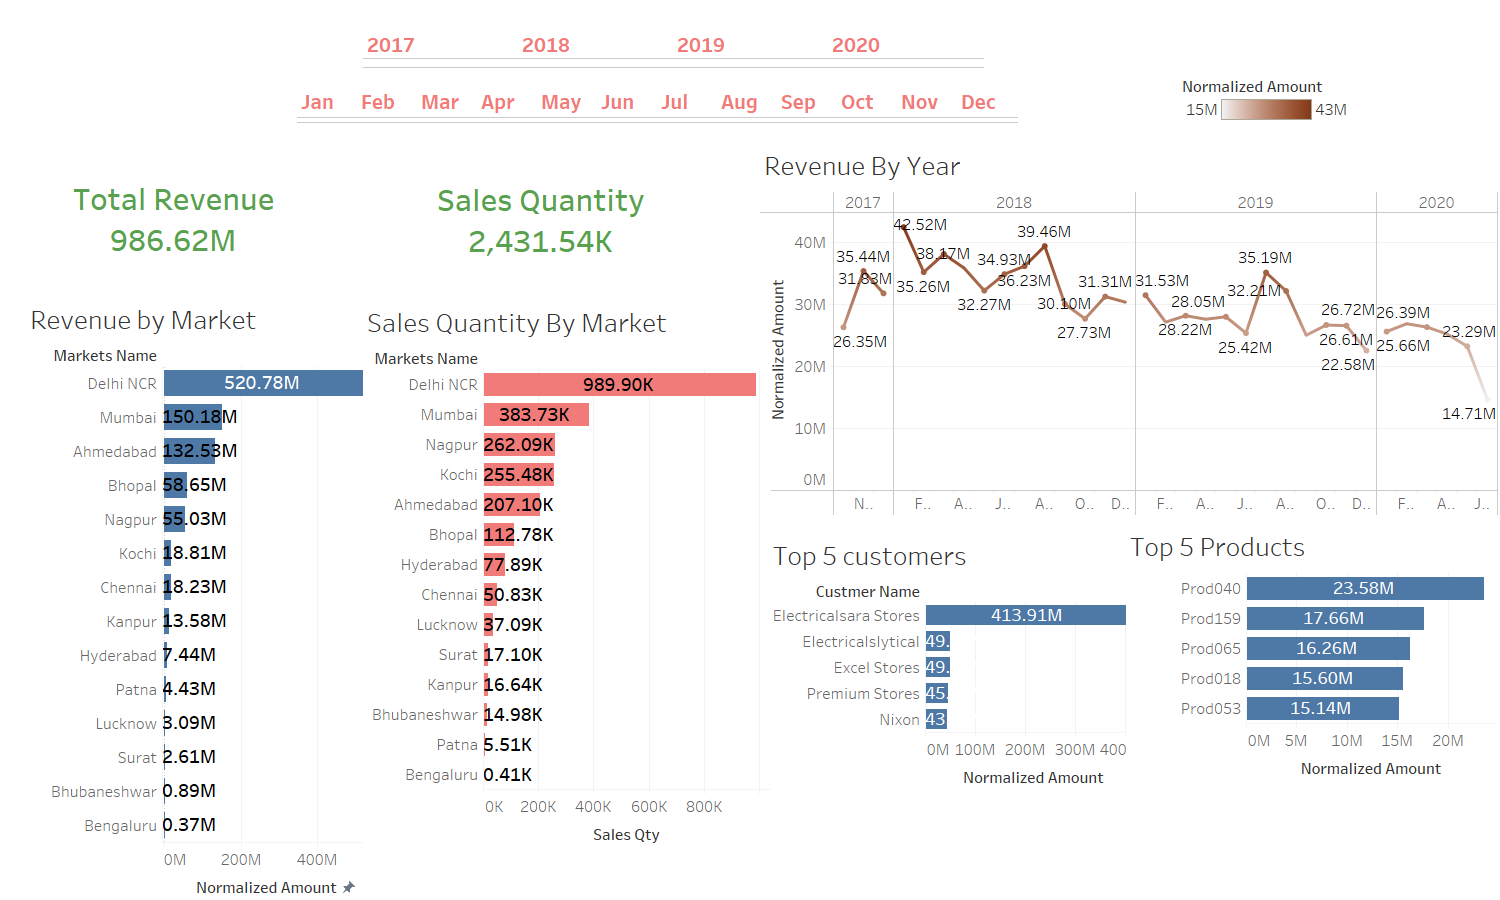 2017 2018 2019 2020
Jan Feb Mar Apr May Jun Jul Aug Sep Oct Nov Dec
Normalized Amount
15M 43M
Total Revenue
986.62M
Sales Quantity
2,431.54K
Revenue By Year
2017 2018 2019 2020
Normalized Amount
40M
30M
20M
10M
0M
26.35M
35.44M
31.83M
42.52M
35.26M
38.17M
32.27M
34.93M
36.23M
39.46M
30.10M
27.73M
31.31M
31.53M
28.22M
28.05M
25.42M
35.19M
32.21M
26.72M
26.61M
22.58M
25.66M
26.39M
23.29M
14.71M
N.. F.. A.. J.. A.. O.. D.. F.. A.. J.. A.. O.. D.. F.. A.. J..
Revenue by Market
Markets Name
Delhi NCR 520.78M
Mumbai 150.18M
Ahmedabad 132.53M
Bhopal 58.65M
Nagpur 55.03M
Kochi 18.81M
Chennai 18.23M
Kanpur 13.58M
Hyderabad 7.44M
Patna 4.43M
Lucknow 3.09M
Surat 2.61M
Bhubaneshwar 0.89M
Bengaluru 0.37M
0M 200M 400M
Normalized Amount
Sales Quantity By Market
Markets Name
Delhi NCR 989.90K
Mumbai 383.73K
Nagpur 262.09K
Kochi 255.48K
Ahmedabad 207.10K
Bhopal 112.78K
Hyderabad 77.89K
Chennai 50.83K
Lucknow 37.09K
Surat 17.10K
Kanpur 16.64K
Bhubaneshwar 14.98K
Patna 5.51K
Bengaluru 0.41K
0K 200K 400K 600K 800K
Sales Qty
Top 5 customers
Custmer Name
Electricalsara Stores 413.91M
Electricalslytical 49.
Excel Stores 49.
Premium Stores 45.
Nixon 43
0M 100M 200M 300M 400
Normalized Amount
Top 5 Products
Prod040 23.58M
Prod159 17.66M
Prod065 16.26M
Prod018 15.60M
Prod053 15.14M
0M 5M 10M 15M 20M
Normalized Amount